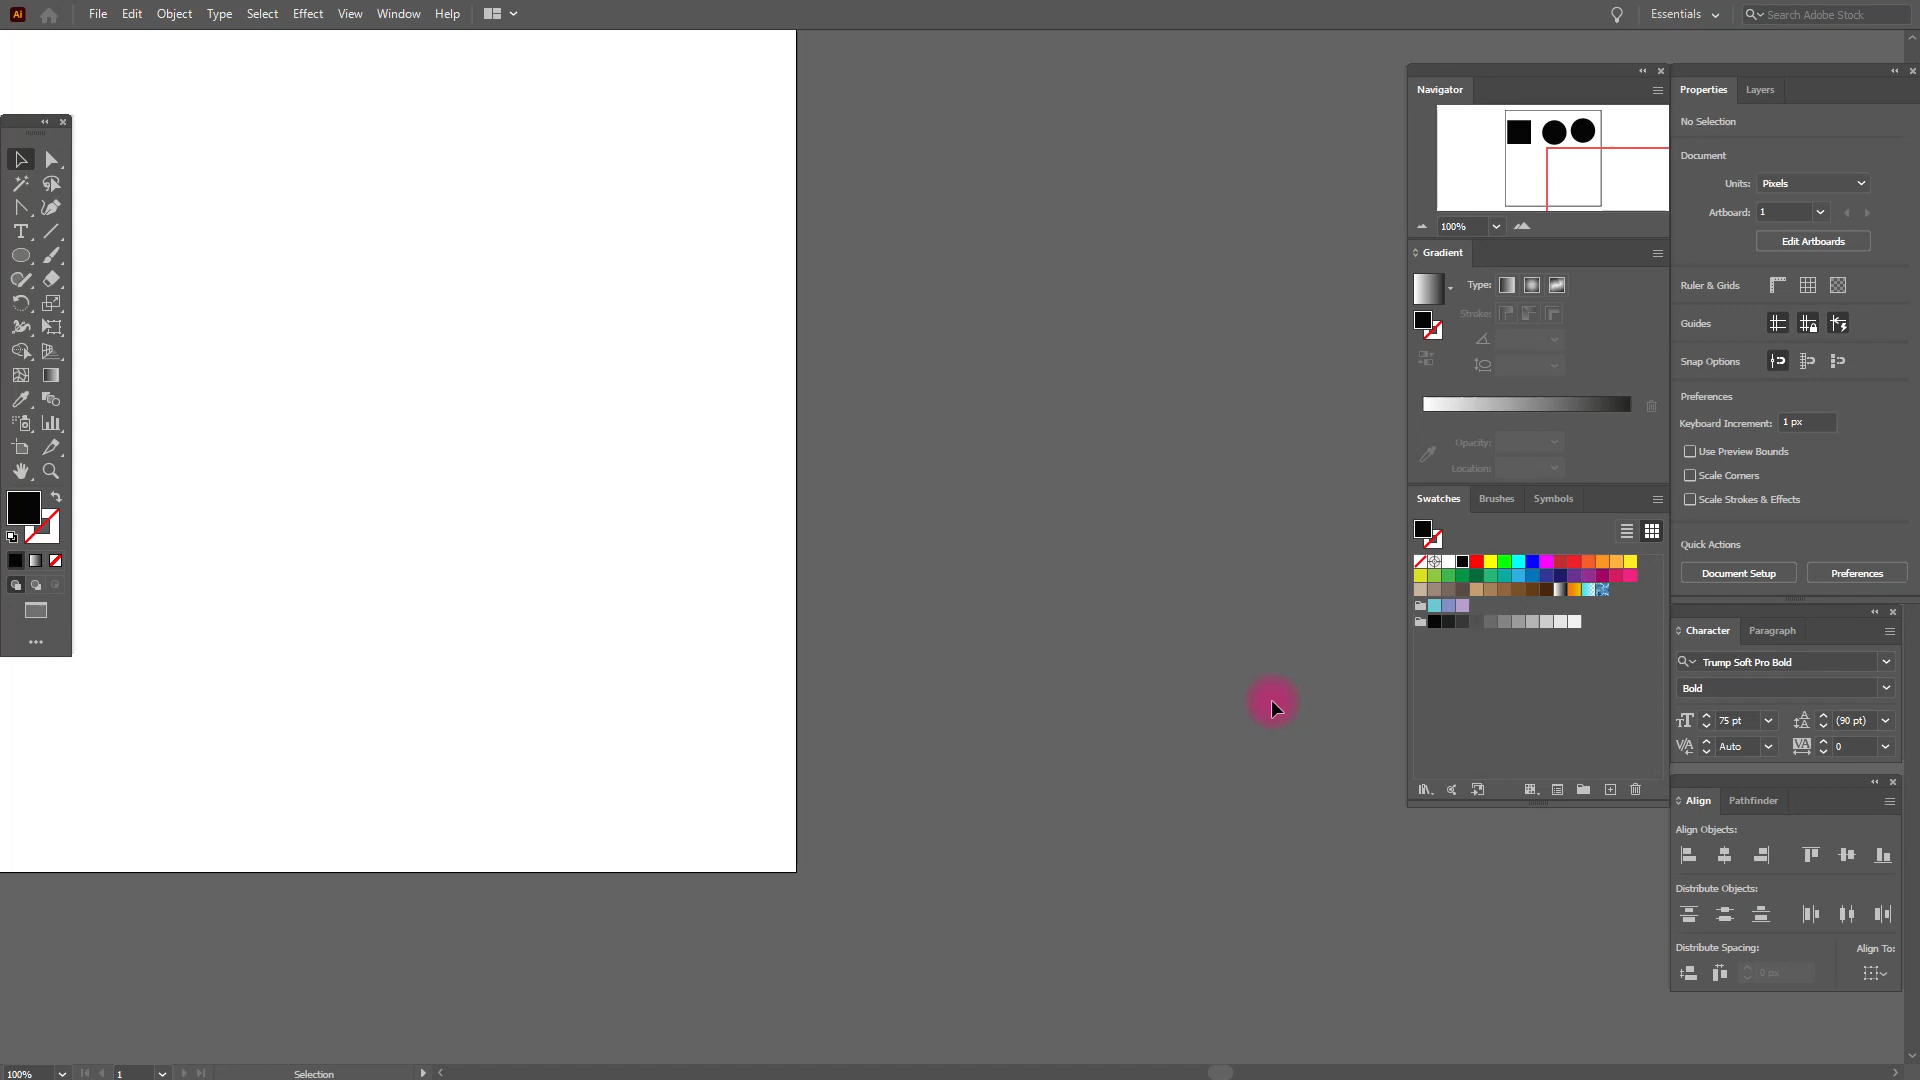 Ai File Edit Object Type Select Effect View Window Help Essentials Search Adobe Stock
Navigator
100%
Gradient
Type:
Stroke:
Opacity:
Location:
Swatches Brushes Symbols
Properties Layers
No Selection
Document
Units: Pixels
Artboard: 1
Edit Artboards
Ruler & Grids
Guides
Snap Options
Preferences
Keyboard Increment: 1 px
Use Preview Bounds
Scale Corners
Scale Strokes & Effects
Quick Actions
Document Setup Preferences
Character Paragraph
Trump Soft Pro Bold
Bold
75 pt (90 pt)
Auto 0
Align Pathfinder
Align Objects:
Distribute Objects:
Distribute Spacing: Align To:
0 px
100% 1 Selection